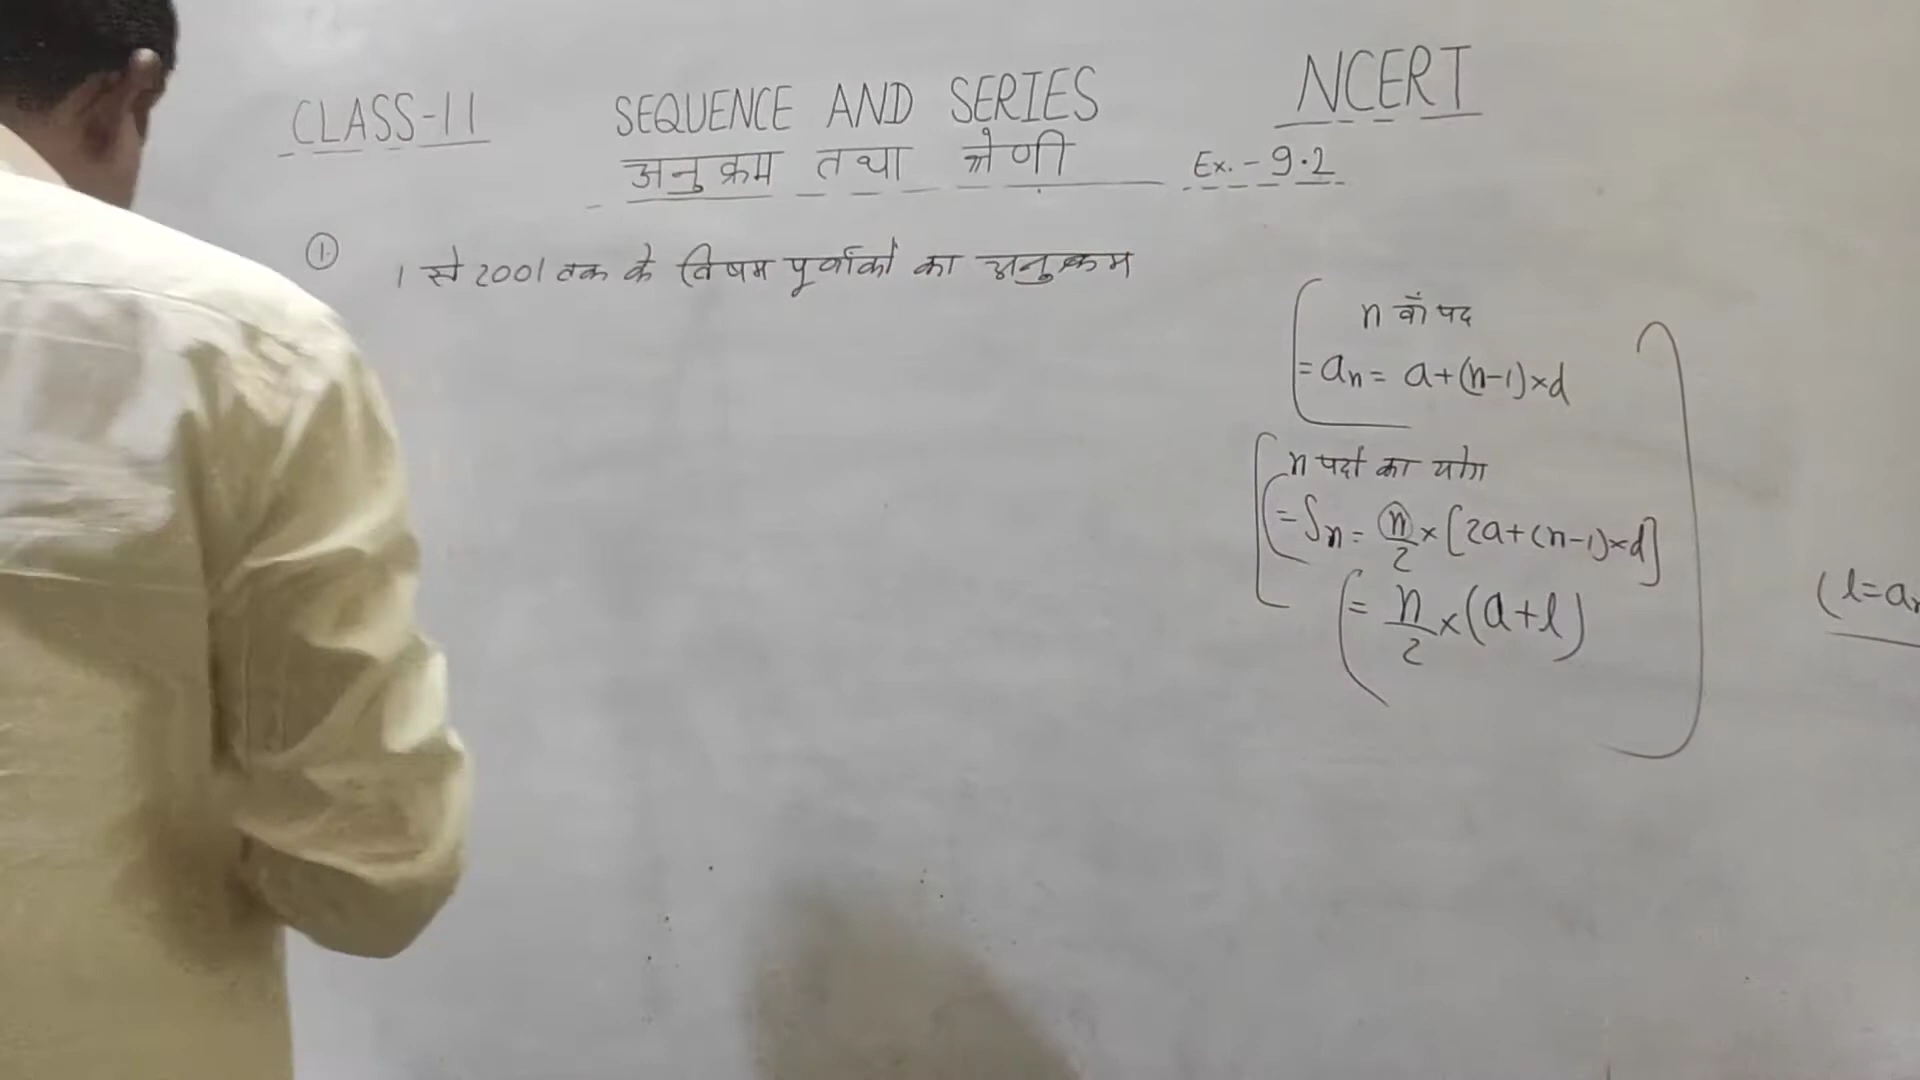 CLASS-11
SEQUENCE AND SERIES
NCERT
अनुक्रम तथा श्रेणी
Ex.-9.2
1. 1 से 2001 तक के विषम पूर्णांकों का अनुक्रम
n वाँ पद
= an = a+(n-1)×d
n पदों का योग
= Sn = n/2 × [2a+(n-1)×d]
= n/2 × (a+l)
(l=an